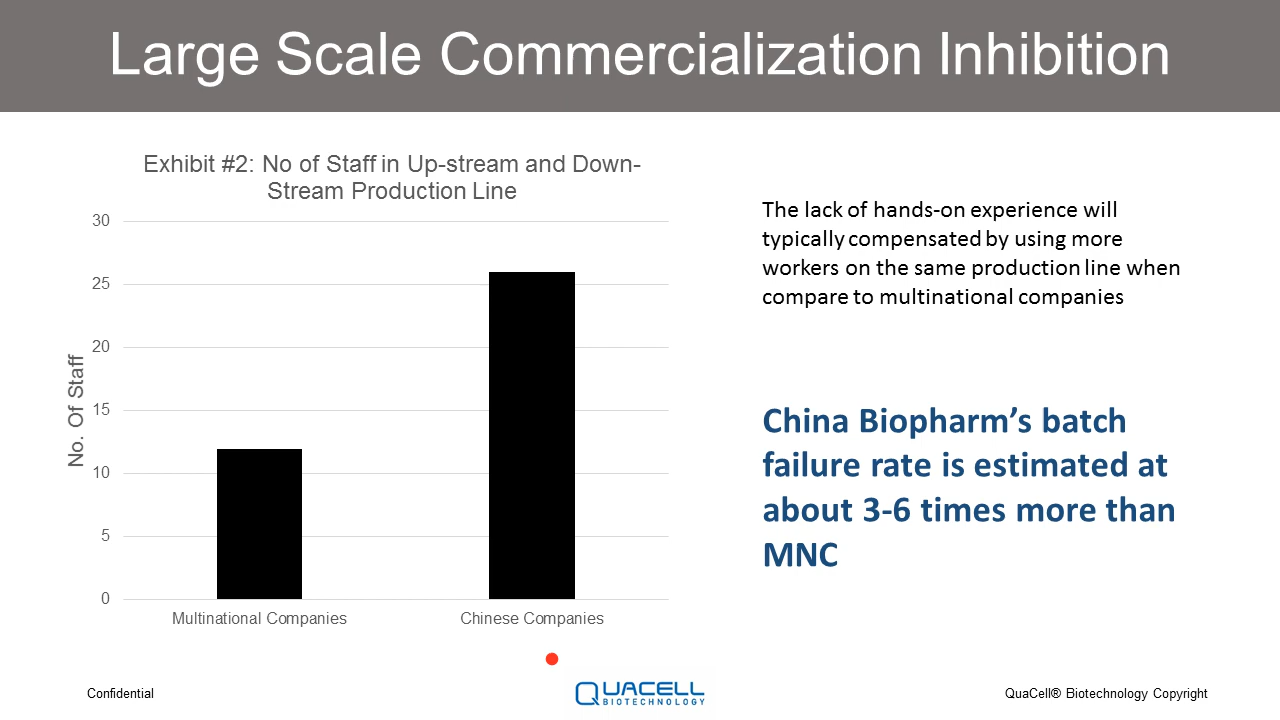 Large Scale Commercialization Inhibition
Exhibit #2: No of Staff in Up-stream and Down-
Stream Production Line
30
25
20
15
10
5
0
No. Of Staff
Multinational Companies
Chinese Companies
The lack of hands-on experience will
typically compensated by using more
workers on the same production line when
compare to multinational companies
China Biopharm’s batch
failure rate is estimated at
about 3-6 times more than
MNC
Confidential
QUACELL
BIOTECHNOLOGY
QuaCell® Biotechnology Copyright